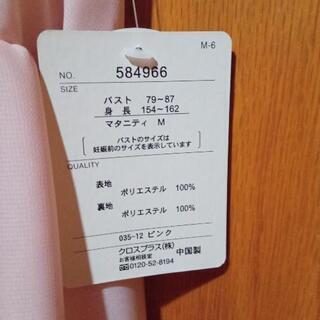 M-6
NO. 584966
SIZE
バスト 79~87
身長 154~162
マタニティ M
バストのサイズは
妊娠前のサイズを表示しています
QUALITY
表地
ポリエステル 100%
裏地
ポリエステル 100%
035-12 ピンク
クロスプラス(株)
お客様相談室 中国製
0120-52-8194